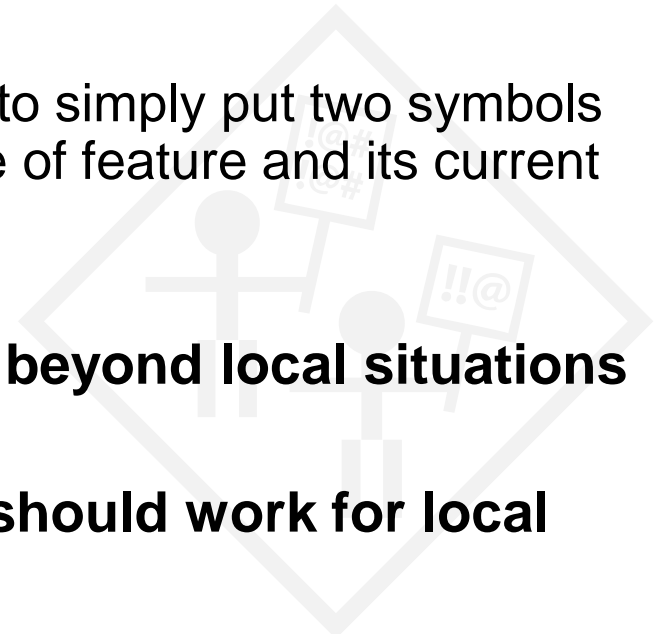 to simply put two symbols
!@#
!@#
e of feature and its current
!!@
beyond local situations
should work for local